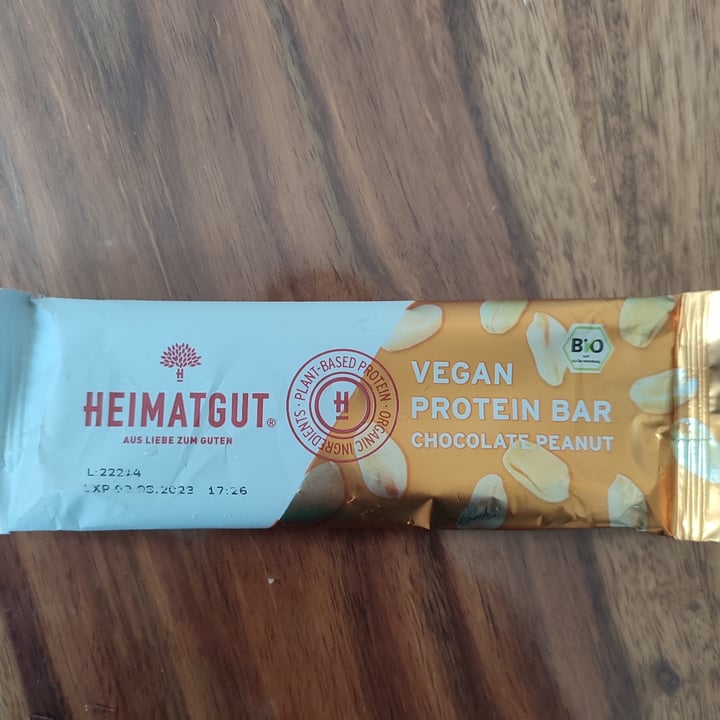 HEIMATGUT®
AUS LIEBE ZUM GUTEN
L 22214
EXP 02.03.2023 17:26
PLANT-BASED PROTEIN · ORGANIC INGREDIENTS ·
H
VEGAN
PROTEIN BAR
CHOCOLATE PEANUT
BIO